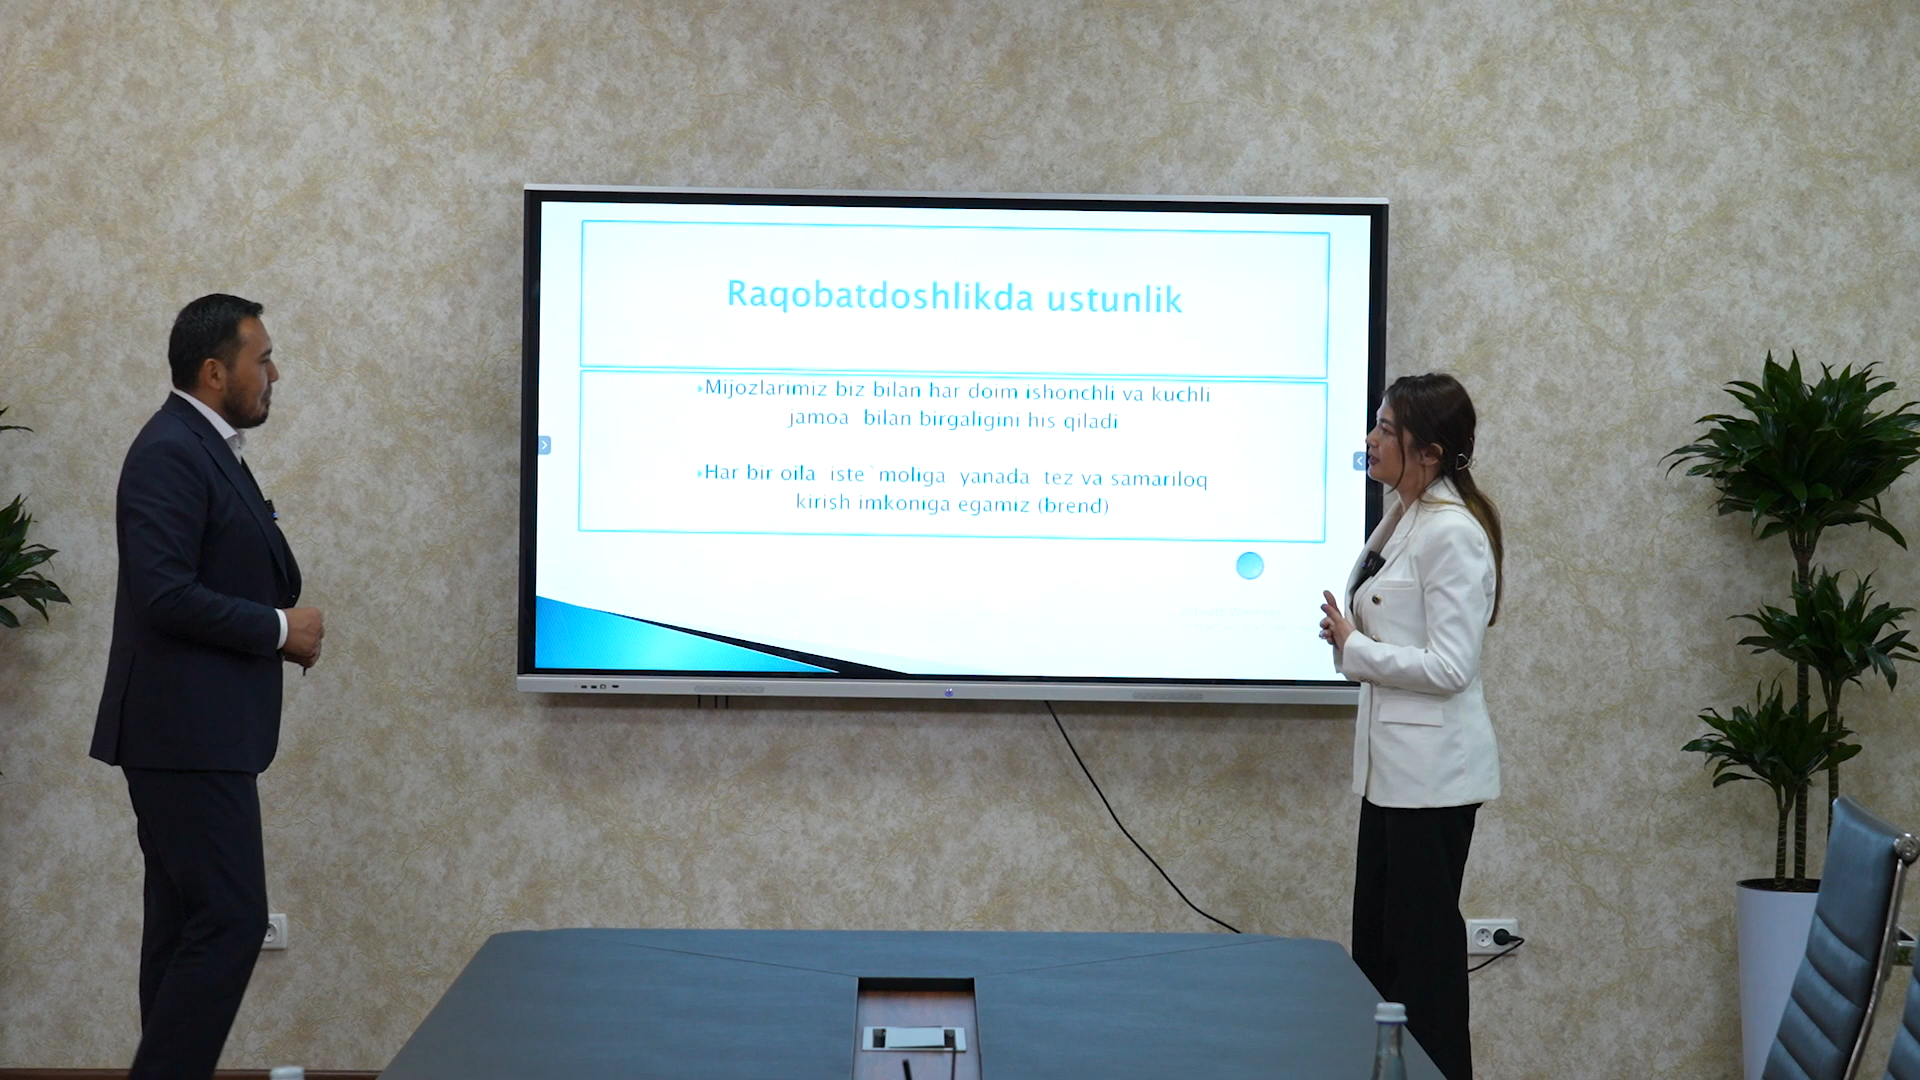 Raqobatdoshlikda ustunlik
Mijozlarimiz biz bilan har doim ishonchli va kuchli
jamoa bilan birgaligini his qiladi
Har bir oila iste`moliga yanada tez va samariloq
kirish imkoniga egamiz (brend)